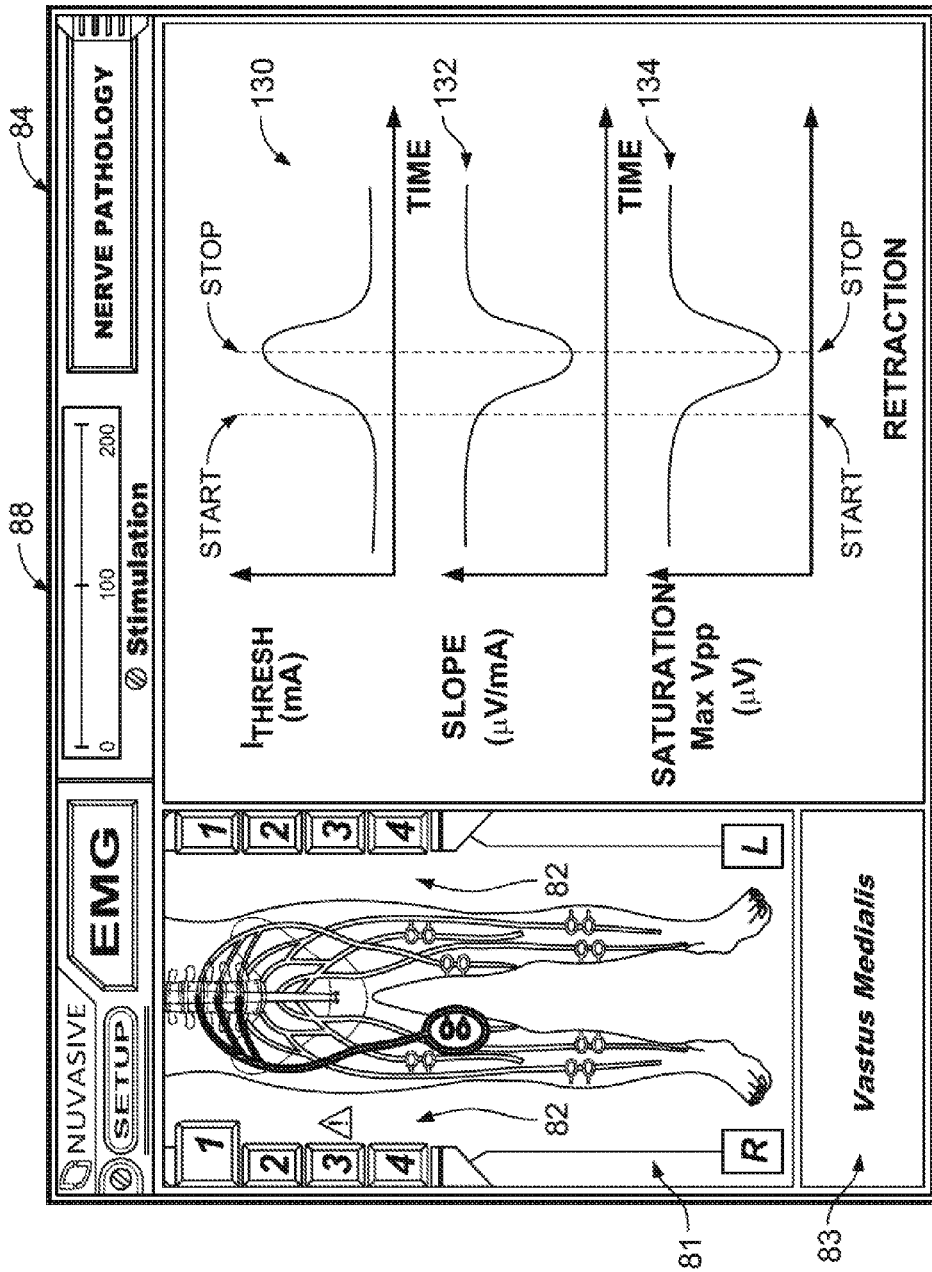 88
84
NUVASIVE
SETUP
EMG
0
100
200
Stimulation
NERVE PATHOLOGY
1
2
3
4
1
2
3
4
82
82
R
L
81
83
Vastus Medialis
START
STOP
130
ITHRESH
(mA)
TIME
132
SLOPE
(µV/mA)
TIME
134
SATURATION
Max Vpp
(µV)
START
STOP
RETRACTION